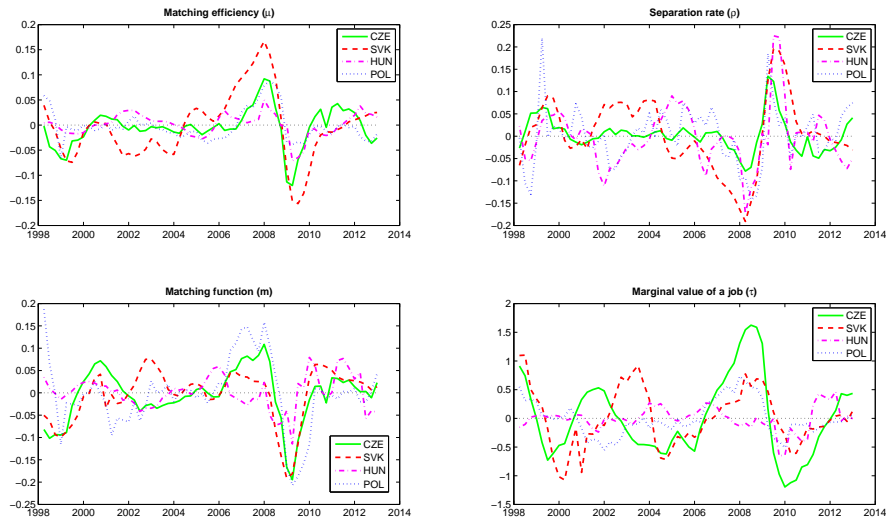 Matching efficiency (μ)
0.2
0.15
0.1
0.05
0
−0.05
−0.1
−0.15
−0.2
1998 2000 2002 2004 2006 2008 2010 2012 2014
CZE
SVK
HUN
POL
Separation rate (ρ)
0.25
0.2
0.15
0.1
0.05
0
−0.05
−0.1
−0.15
−0.2
1998 2000 2002 2004 2006 2008 2010 2012 2014
CZE
SVK
HUN
POL
Matching function (m)
0.2
0.15
0.1
0.05
0
−0.05
−0.1
−0.15
−0.2
−0.25
1998 2000 2002 2004 2006 2008 2010 2012 2014
CZE
SVK
HUN
POL
Marginal value of a job (τ)
2
1.5
1
0.5
0
−0.5
−1
−1.5
1998 2000 2002 2004 2006 2008 2010 2012 2014
CZE
SVK
HUN
POL